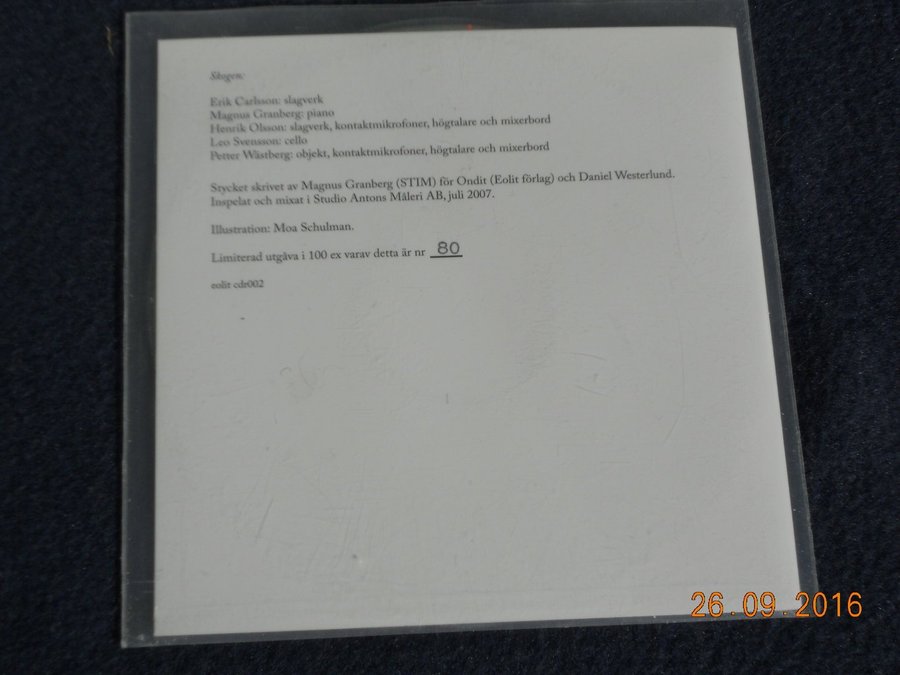 Skogen:
Erik Carlsson: slagverk
Magnus Granberg: piano
Henrik Olsson: slagverk, kontaktmikrofoner, högtalare och mixerbord
Leo Svensson: cello
Petter Wästberg: objekt, kontaktmikrofoner, högtalare och mixerbord
Stycket skrivet av Magnus Granberg (STIM) för Ondit (Eolit förlag) och Daniel Westerlund.
Inspelat och mixat i Studio Antons Måleri AB, juli 2007.
Illustration: Moa Schulman.
Limiterad utgåva i 100 ex varav detta är nr 80
eolit cdr002
26.09.2016